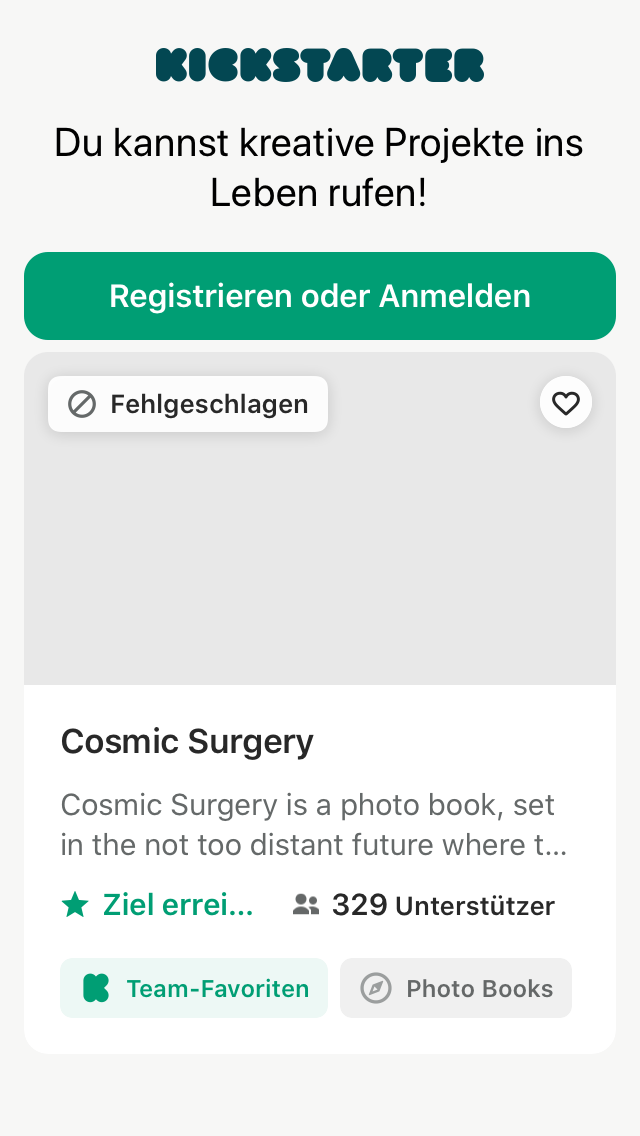 KICKSTARTER
Du kannst kreative Projekte ins
Leben rufen!
Registrieren oder Anmelden
Fehlgeschlagen
Cosmic Surgery
Cosmic Surgery is a photo book, set
in the not too distant future where t...
Ziel errei... 329 Unterstützer
Team-Favoriten Photo Books